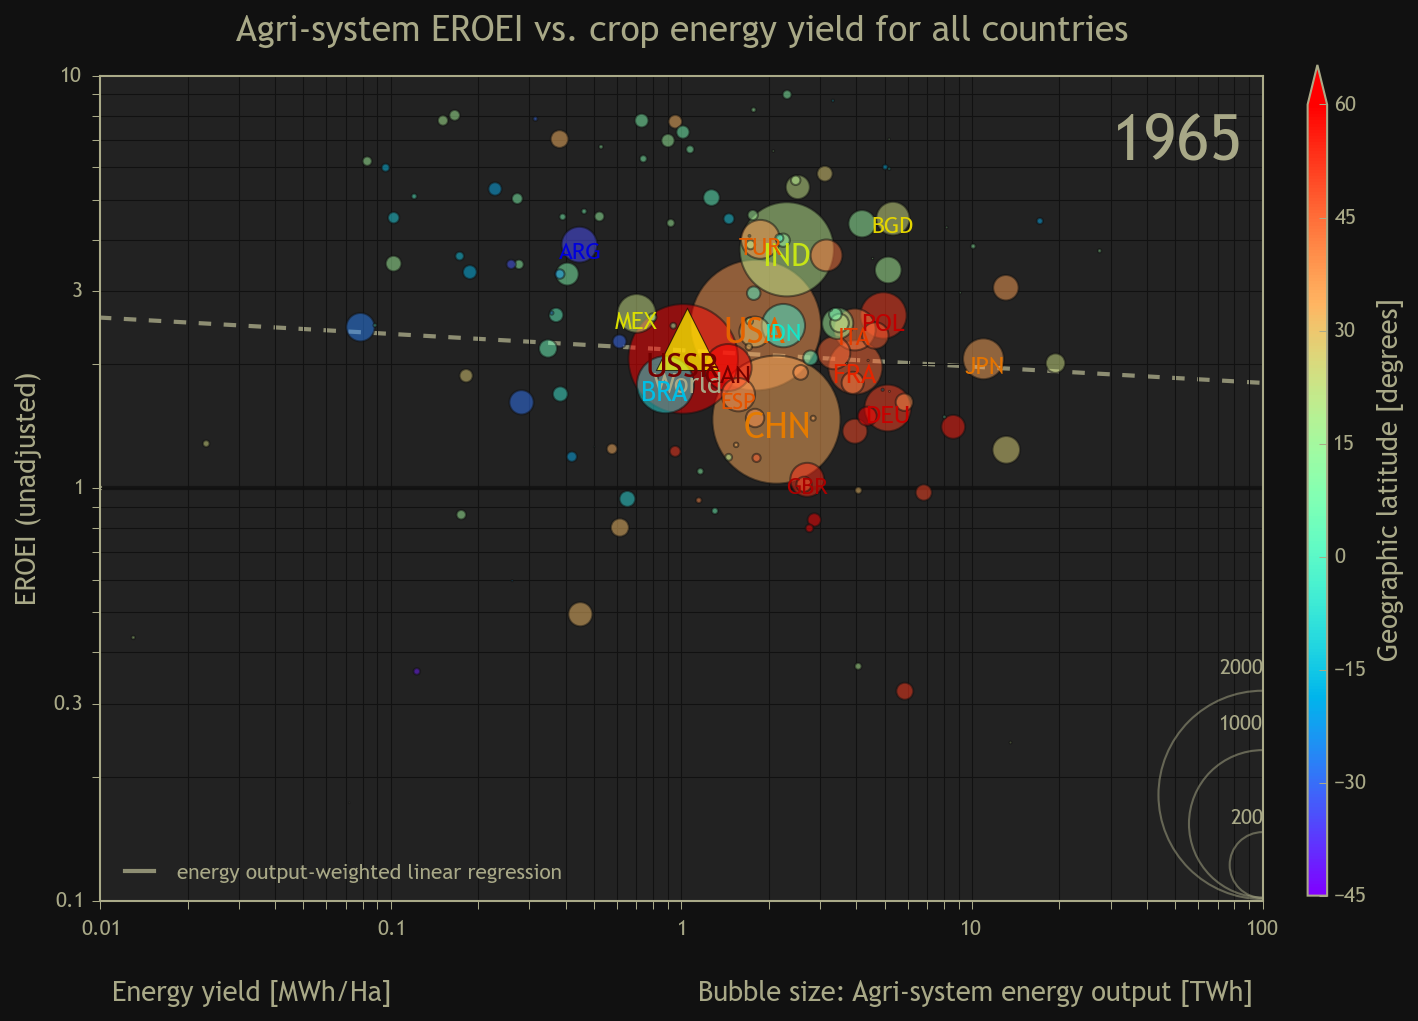 Agri-system EROEI vs. crop energy yield for all countries
10
3
1
0.3
0.1
EROEI (unadjusted)
1965
BGD
ARG
TUR
IND
MEX
USA
IDN
POL
ITA
USSR
CAN
World
BRA
FRA
JPN
ESP
CHN
DEU
GBR
2000
1000
200
energy output-weighted linear regression
0.01
0.1
1
10
100
Energy yield [MWh/Ha]
Bubble size: Agri-system energy output [TWh]
60
45
30
15
0
−15
−30
−45
Geographic latitude [degrees]